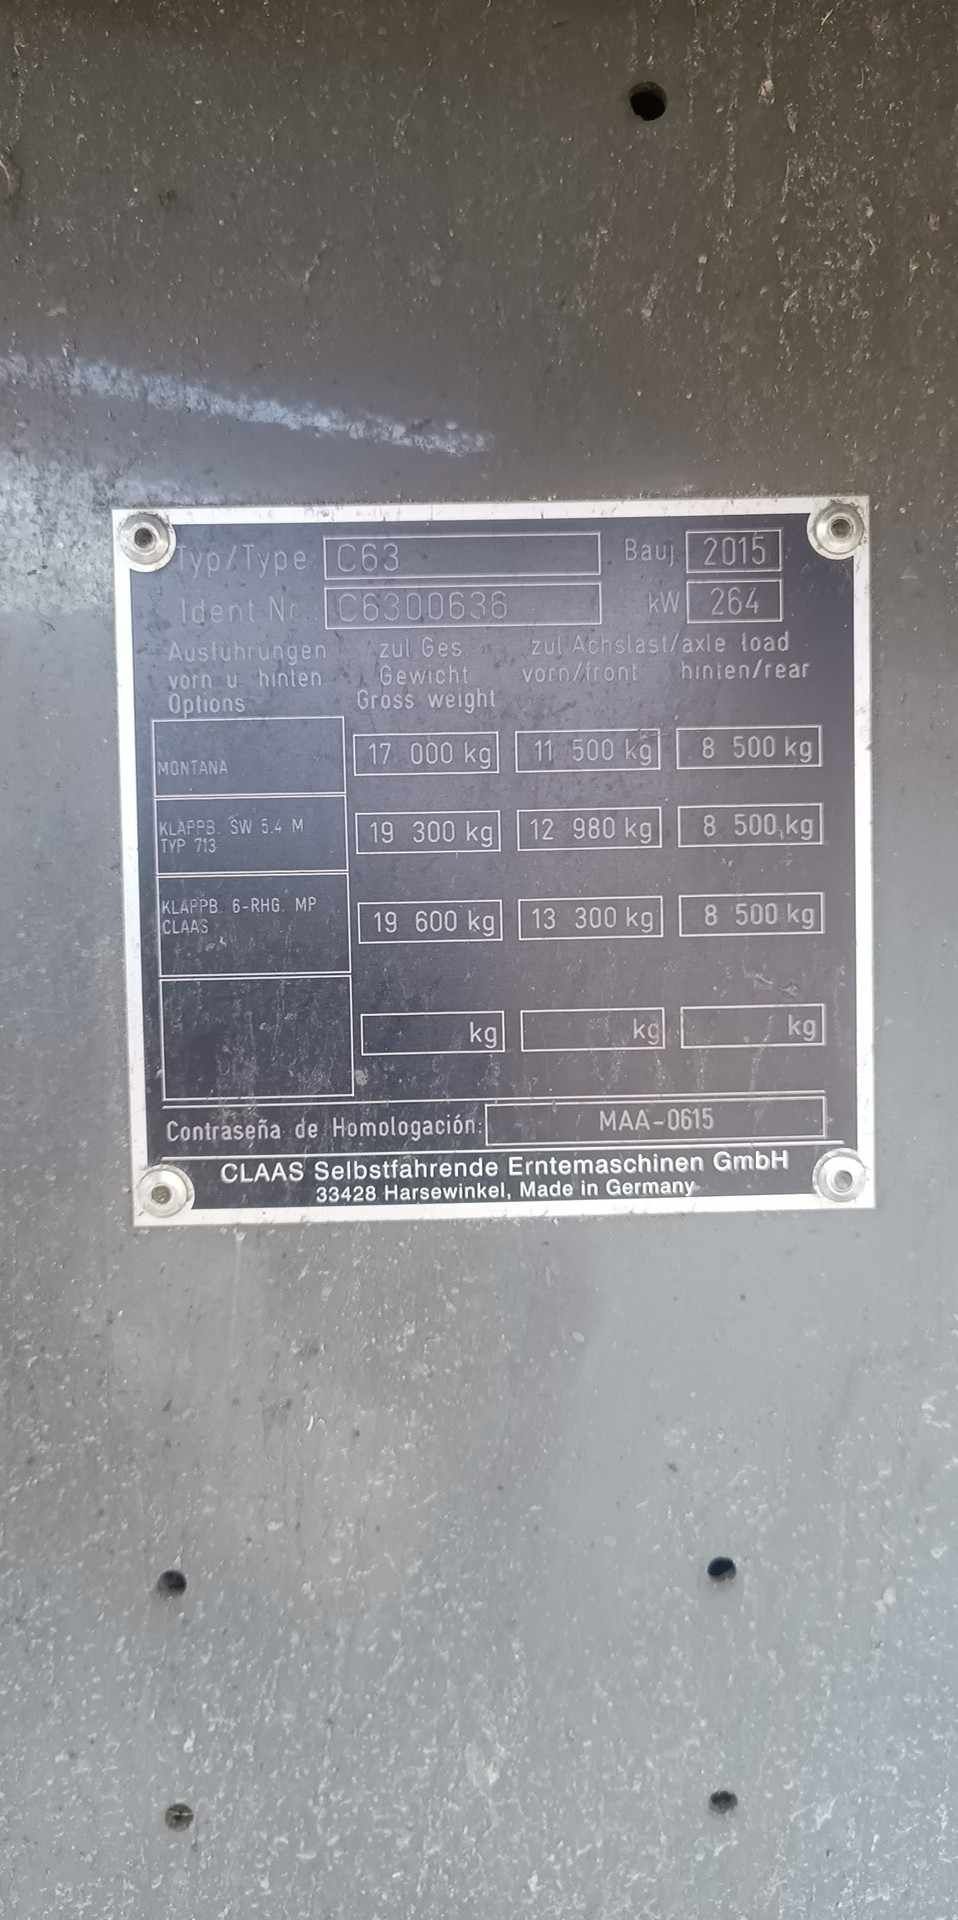 Typ/Type C63 Bauj. 2015
Ident Nr. C6300636 kW 264
Ausführungen zul.Ges. zul.Achslast/axle load
vorn u. hinten Gewicht vorn/front hinten/rear
Options Gross weight
MONTANA 17 000 kg 11 500 kg 8 500 kg
KLAPPB. SW 5.4 M
TYP 713 19 300 kg 12 980 kg 8 500 kg
KLAPPB. 6-RHG. MP
CLAAS 19 600 kg 13 300 kg 8 500 kg
kg kg kg
Contraseña de Homologación: MAA-0615
CLAAS Selbstfahrende Erntemaschinen GmbH
33428 Harsewinkel, Made in Germany